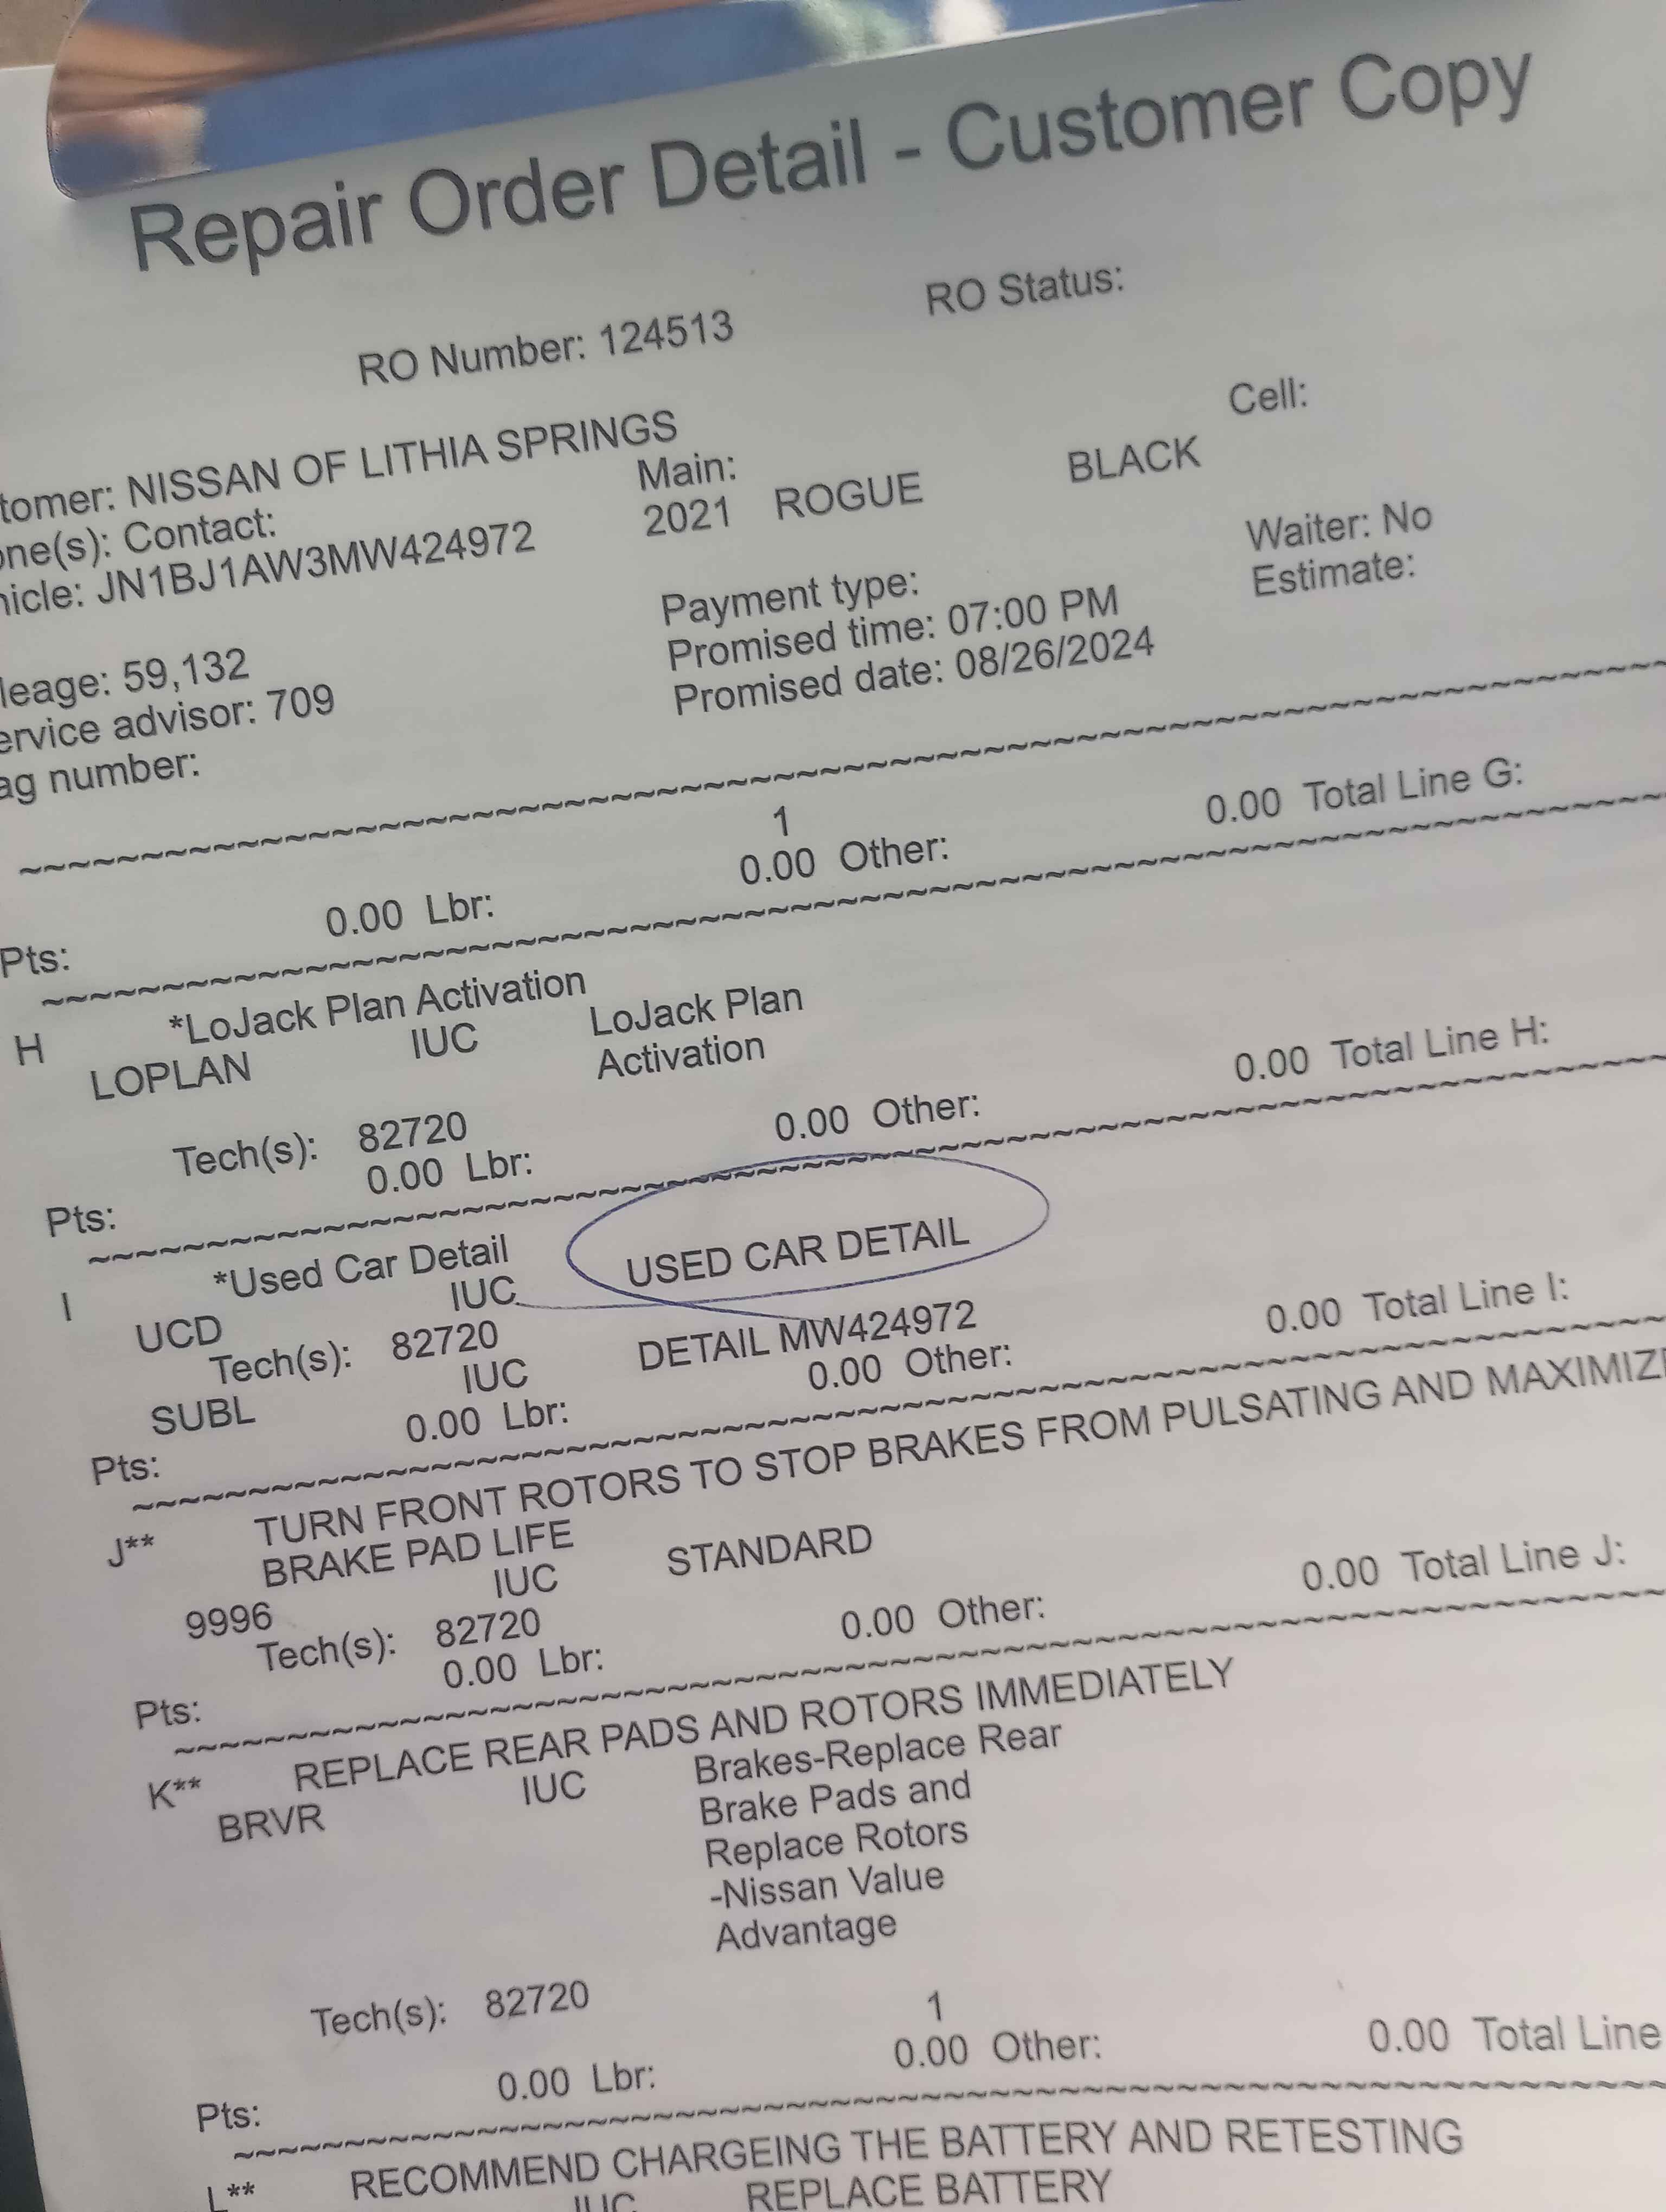 Repair Order Detail - Customer Copy
RO Number: 124513 RO Status:
tomer: NISSAN OF LITHIA SPRINGS
one(s): Contact: Main: Cell:
hicle: JN1BJ1AW3MW424972 2021 ROGUE BLACK
Payment type: Waiter: No
leage: 59,132 Promised time: 07:00 PM Estimate:
ervice advisor: 709 Promised date: 08/26/2024
ag number:
1
Pts: 0.00 Lbr: 0.00 Other: 0.00 Total Line G:
H *LoJack Plan Activation
LOPLAN IUC LoJack Plan
Activation
Tech(s): 82720
Pts: 0.00 Lbr: 0.00 Other: 0.00 Total Line H:
I *Used Car Detail
UCD IUC USED CAR DETAIL
Tech(s): 82720
SUBL IUC DETAIL MW424972
Pts: 0.00 Lbr: 0.00 Other: 0.00 Total Line I:
J** TURN FRONT ROTORS TO STOP BRAKES FROM PULSATING AND MAXIMIZE
BRAKE PAD LIFE
9996 IUC STANDARD
Tech(s): 82720
Pts: 0.00 Lbr: 0.00 Other: 0.00 Total Line J:
K** REPLACE REAR PADS AND ROTORS IMMEDIATELY
BRVR IUC Brakes-Replace Rear
Brake Pads and
Replace Rotors
-Nissan Value
Advantage
Tech(s): 82720
1
Pts: 0.00 Lbr: 0.00 Other: 0.00 Total Line
L** RECOMMEND CHARGEING THE BATTERY AND RETESTING
IUC REPLACE BATTERY